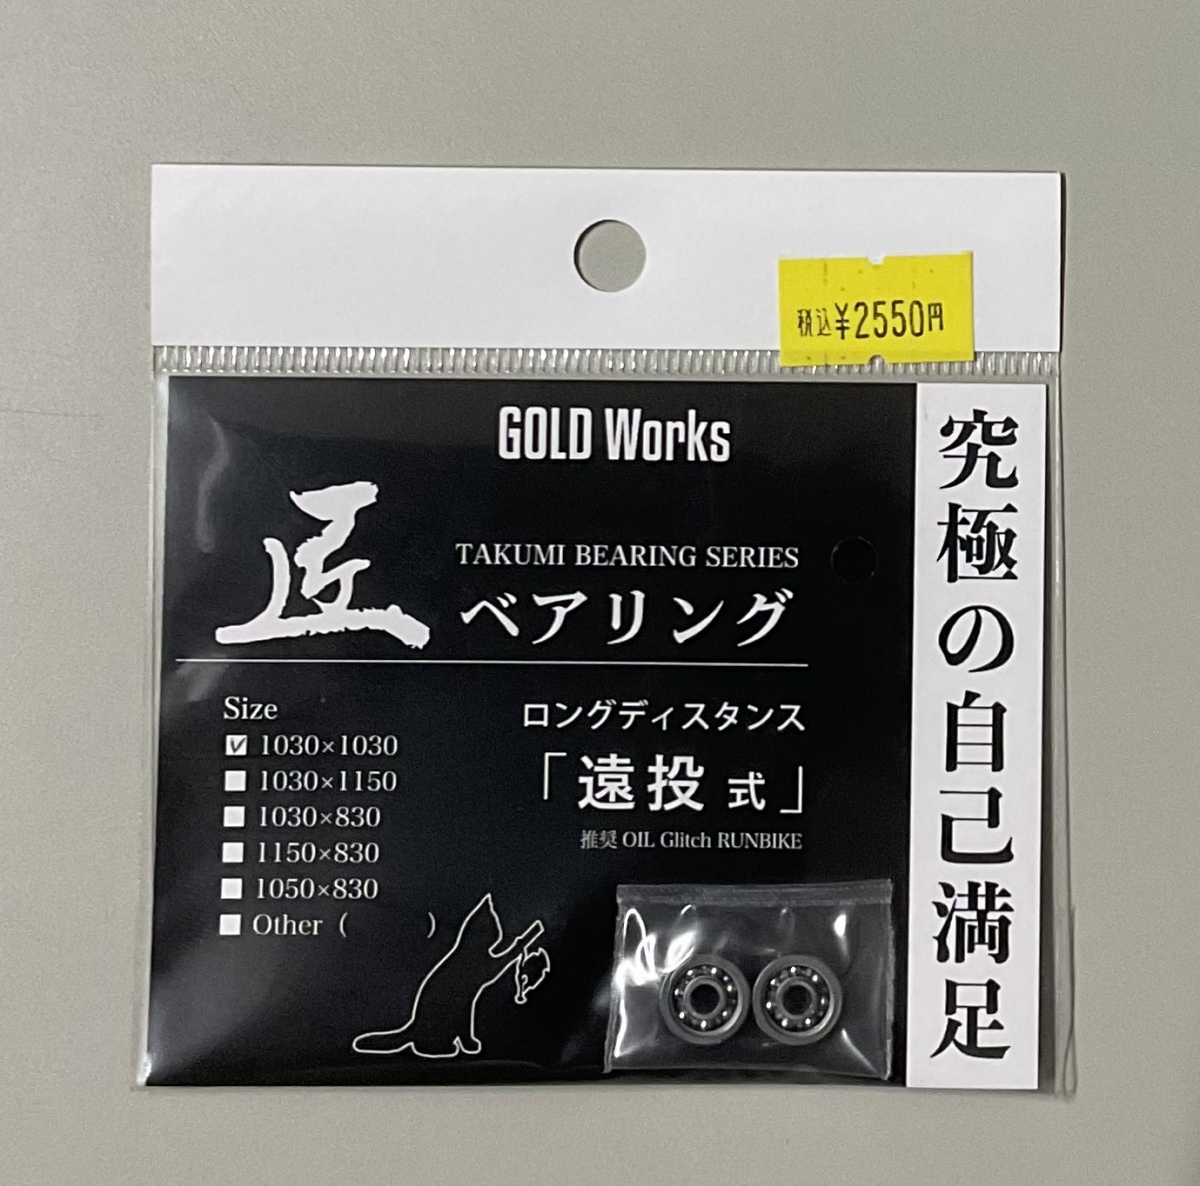 税込¥2550円
GOLD Works
匠
TAKUMI BEARING SERIES
ベアリング
Size
1030×1030
1030×1150
1030×830
1150×830
1050×830
Other (        )
ロングディスタンス
「遠投 式」
推奨 OIL Glitch RUNBIKE
究極の自己満足